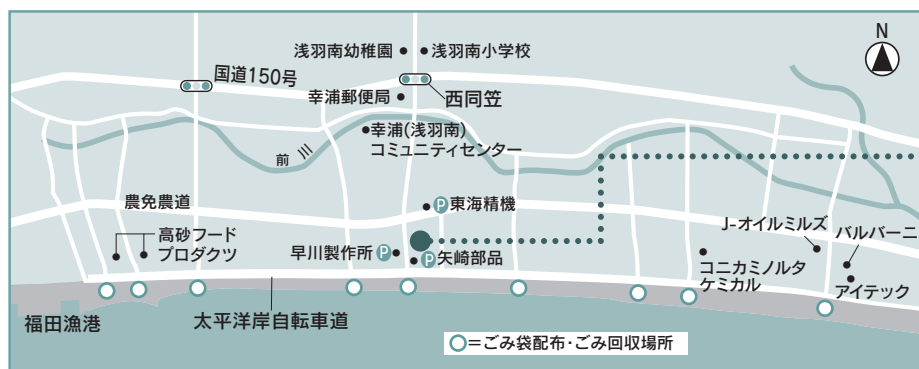 浅羽南幼稚園
浅羽南小学校
N
国道150号
幸浦郵便局
西同笠
幸浦(浅羽南)
コミュニティセンター
前川
農免農道
P
東海精機
高砂フード
プロダクツ
早川製作所
P
P
矢崎部品
J-オイルミルズ
バルバーニ
コニカミノルタ
ケミカル
アイテック
福田漁港
太平洋岸自転車道
=ごみ袋配布・ごみ回収場所